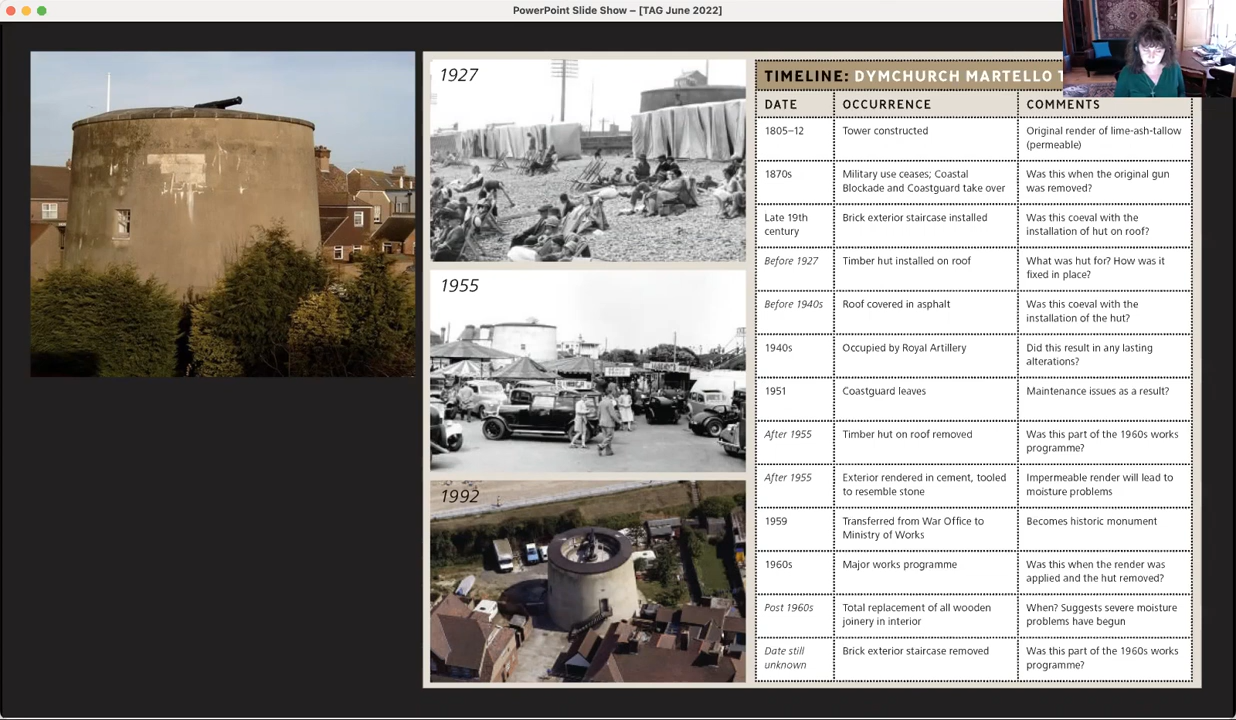 PowerPoint Slide Show – [TAG June 2022]
1927
1955
1992
TIMELINE: DYMCHURCH MARTELLO
DATE OCCURRENCE COMMENTS
1805–12 Tower constructed Original render of lime-ash-tallow
(permeable)
1870s Military use ceases; Coastal Was this when the original gun
Blockade and Coastguard take over was removed?
Late 19th Brick exterior staircase installed Was this coeval with the
century installation of hut on roof?
Before 1927 Timber hut installed on roof What was hut for? How was it
fixed in place?
Before 1940s Roof covered in asphalt Was this coeval with the
installation of the hut?
1940s Occupied by Royal Artillery Did this result in any lasting
alterations?
1951 Coastguard leaves Maintenance issues as a result?
After 1955 Timber hut on roof removed Was this part of the 1960s works
programme?
After 1955 Exterior rendered in cement, tooled Impermeable render will lead to
to resemble stone moisture problems
1959 Transferred from War Office to Becomes historic monument
Ministry of Works
1960s Major works programme Was this when the render was
applied and the hut removed?
Post 1960s Total replacement of all wooden When? Suggests severe moisture
joinery in interior problems have begun
Date still Brick exterior staircase removed Was this part of the 1960s works
unknown programme?